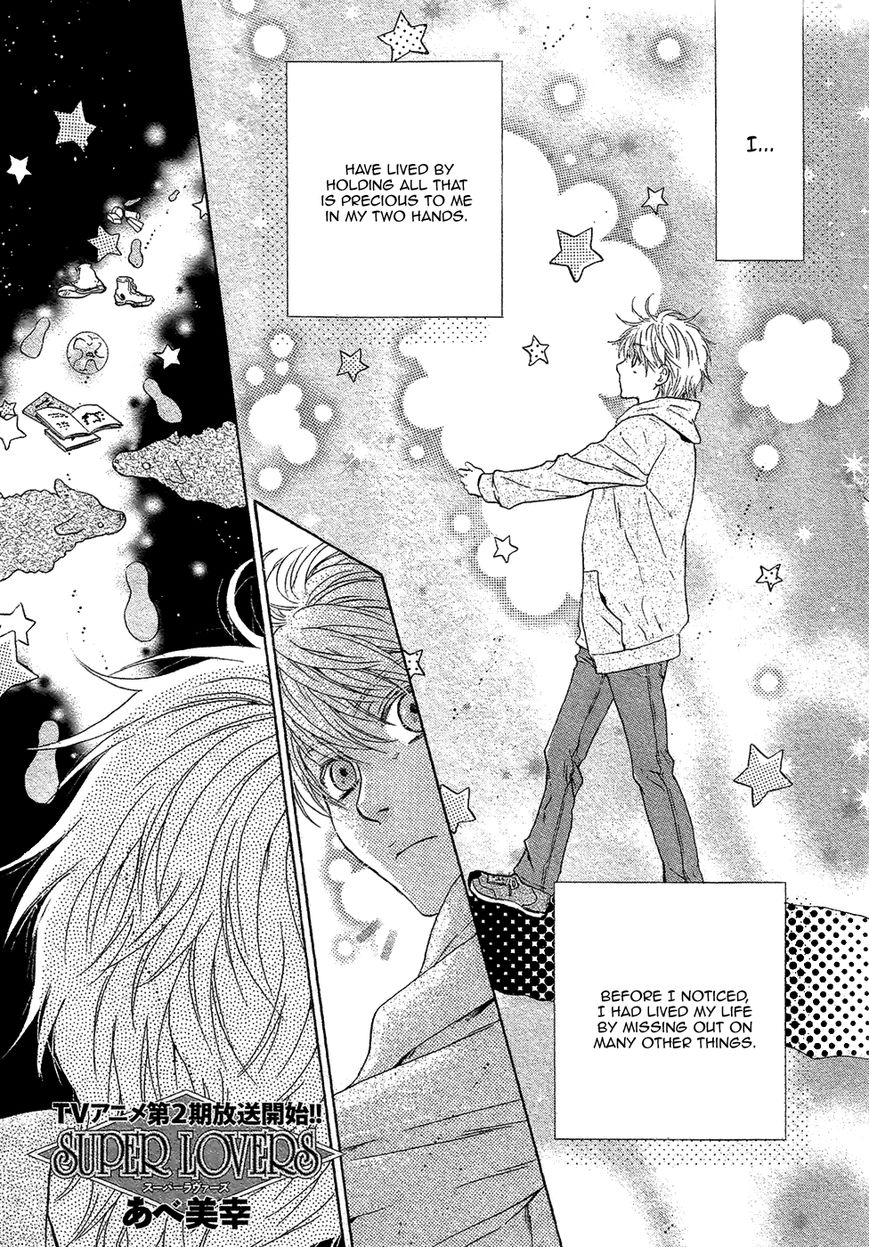 I...
HAVE LIVED BY
HOLDING ALL THAT
IS PRECIOUS TO ME
IN MY TWO HANDS.
BEFORE I NOTICED,
I HAD LIVED MY LIFE
BY MISSING OUT ON
MANY OTHER THINGS.
TVアニメ第2期放送開始!!
SUPER LOVERS
スーパーラヴァーズ
あべ美幸